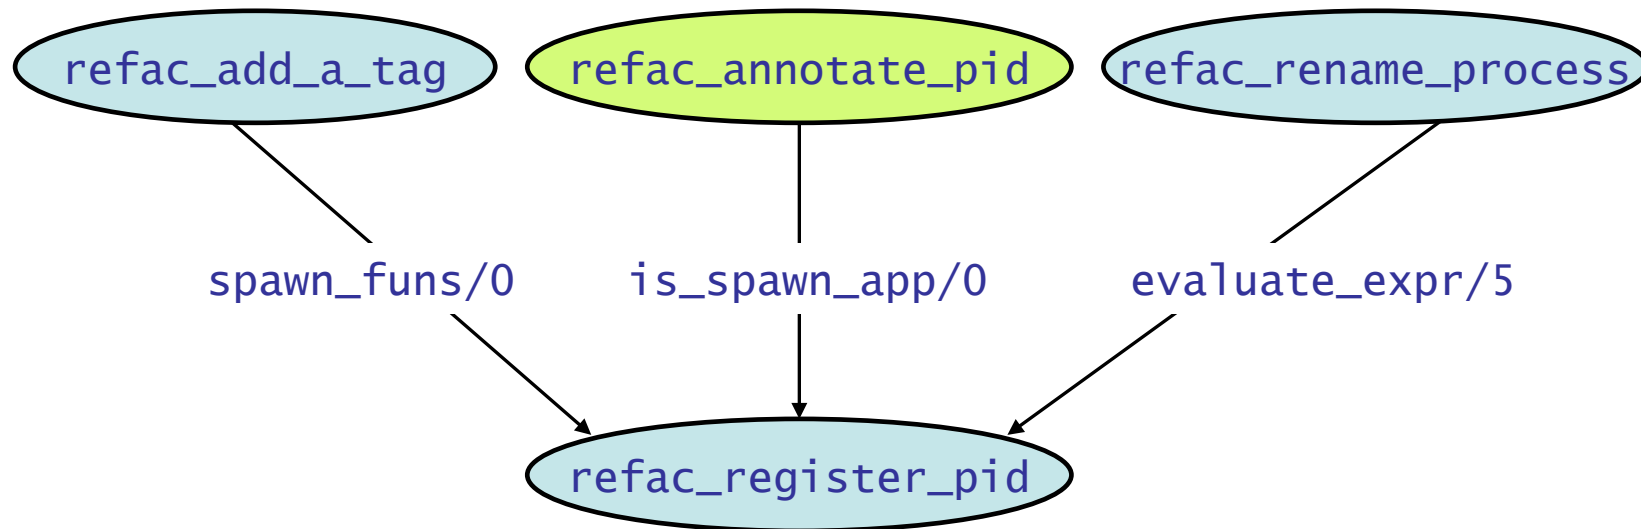 refac_add_a_tag
refac_annotate_pid
refac_rename_process
spawn_funs/0
is_spawn_app/0
evaluate_expr/5
refac_register_pid